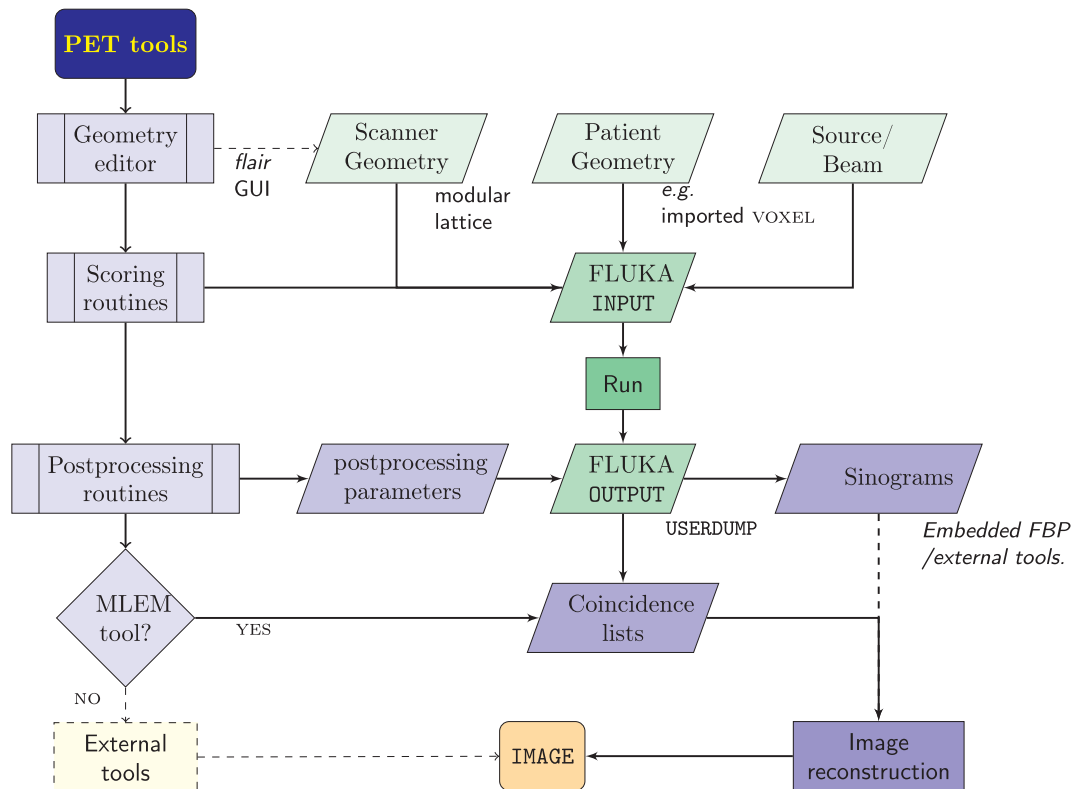 PET tools
Geometry
editor
flair
GUI
Scanner
Geometry
modular
lattice
Patient
Geometry
e.g.
imported VOXEL
Source/
Beam
Scoring
routines
FLUKA
INPUT
Run
Postprocessing
routines
postprocessing
parameters
FLUKA
OUTPUT
USERDUMP
Sinograms
Embedded FBP
/external tools.
MLEM
tool?
YES
Coincidence
lists
NO
External
tools
IMAGE
Image
reconstruction